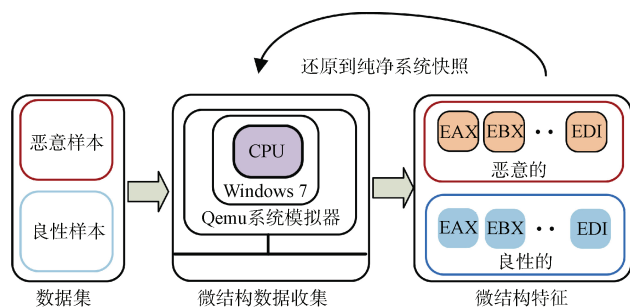 还原到纯净系统快照
恶意样本
良性样本
数据集
CPU
Windows 7
Qemu系统模拟器
微结构数据收集
EAX EBX ·· EDI
恶意的
EAX EBX ·· EDI
良性的
微结构特征